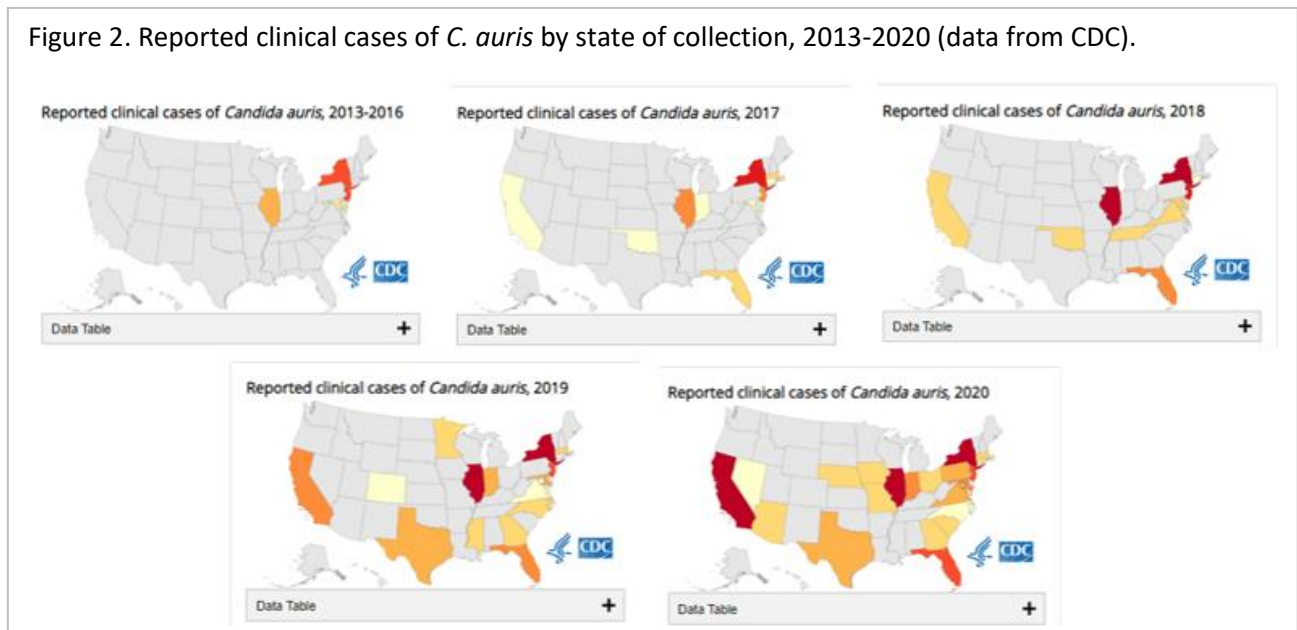 Figure 2. Reported clinical cases of C. auris by state of collection, 2013-2020 (data from CDC).
Reported clinical cases of Candida auris, 2013-2016
CDC
Data Table +
Reported clinical cases of Candida auris, 2017
CDC
Data Table +
Reported clinical cases of Candida auris, 2018
CDC
Data Table +
Reported clinical cases of Candida auris, 2019
CDC
Data Table +
Reported clinical cases of Candida auris, 2020
CDC
Data Table +